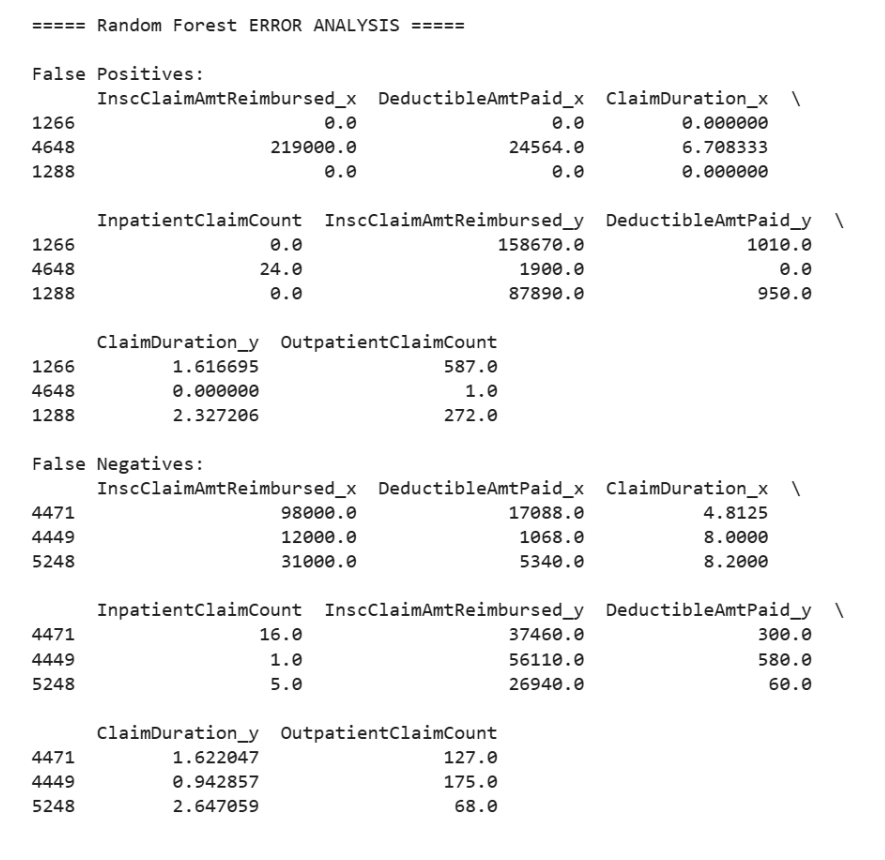 ===== Random Forest ERROR ANALYSIS =====
False Positives:
InscClaimAmtReimbursed_x DeductibleAmtPaid_x ClaimDuration_x \
1266 0.0 0.0 0.000000
4648 219000.0 24564.0 6.708333
1288 0.0 0.0 0.000000
InpatientClaimCount InscClaimAmtReimbursed_y DeductibleAmtPaid_y \
1266 0.0 158670.0 1010.0
4648 24.0 1900.0 0.0
1288 0.0 87890.0 950.0
ClaimDuration_y OutpatientClaimCount
1266 1.616695 587.0
4648 0.000000 1.0
1288 2.327206 272.0
False Negatives:
InscClaimAmtReimbursed_x DeductibleAmtPaid_x ClaimDuration_x \
4471 98000.0 17088.0 4.8125
4449 12000.0 1068.0 8.0000
5248 31000.0 5340.0 8.2000
InpatientClaimCount InscClaimAmtReimbursed_y DeductibleAmtPaid_y \
4471 16.0 37460.0 300.0
4449 1.0 56110.0 580.0
5248 5.0 26940.0 60.0
ClaimDuration_y OutpatientClaimCount
4471 1.622047 127.0
4449 0.942857 175.0
5248 2.647059 68.0